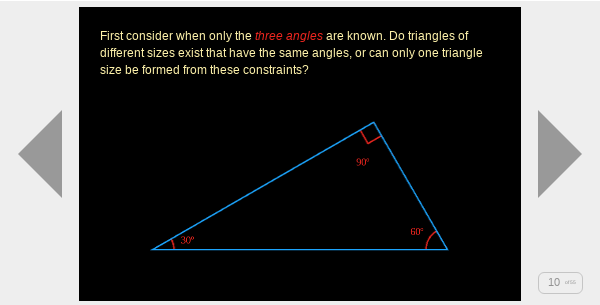 First consider when only the three angles are known. Do triangles of
different sizes exist that have the same angles, or can only one triangle
size be formed from these constraints?
90°
60°
30°
10